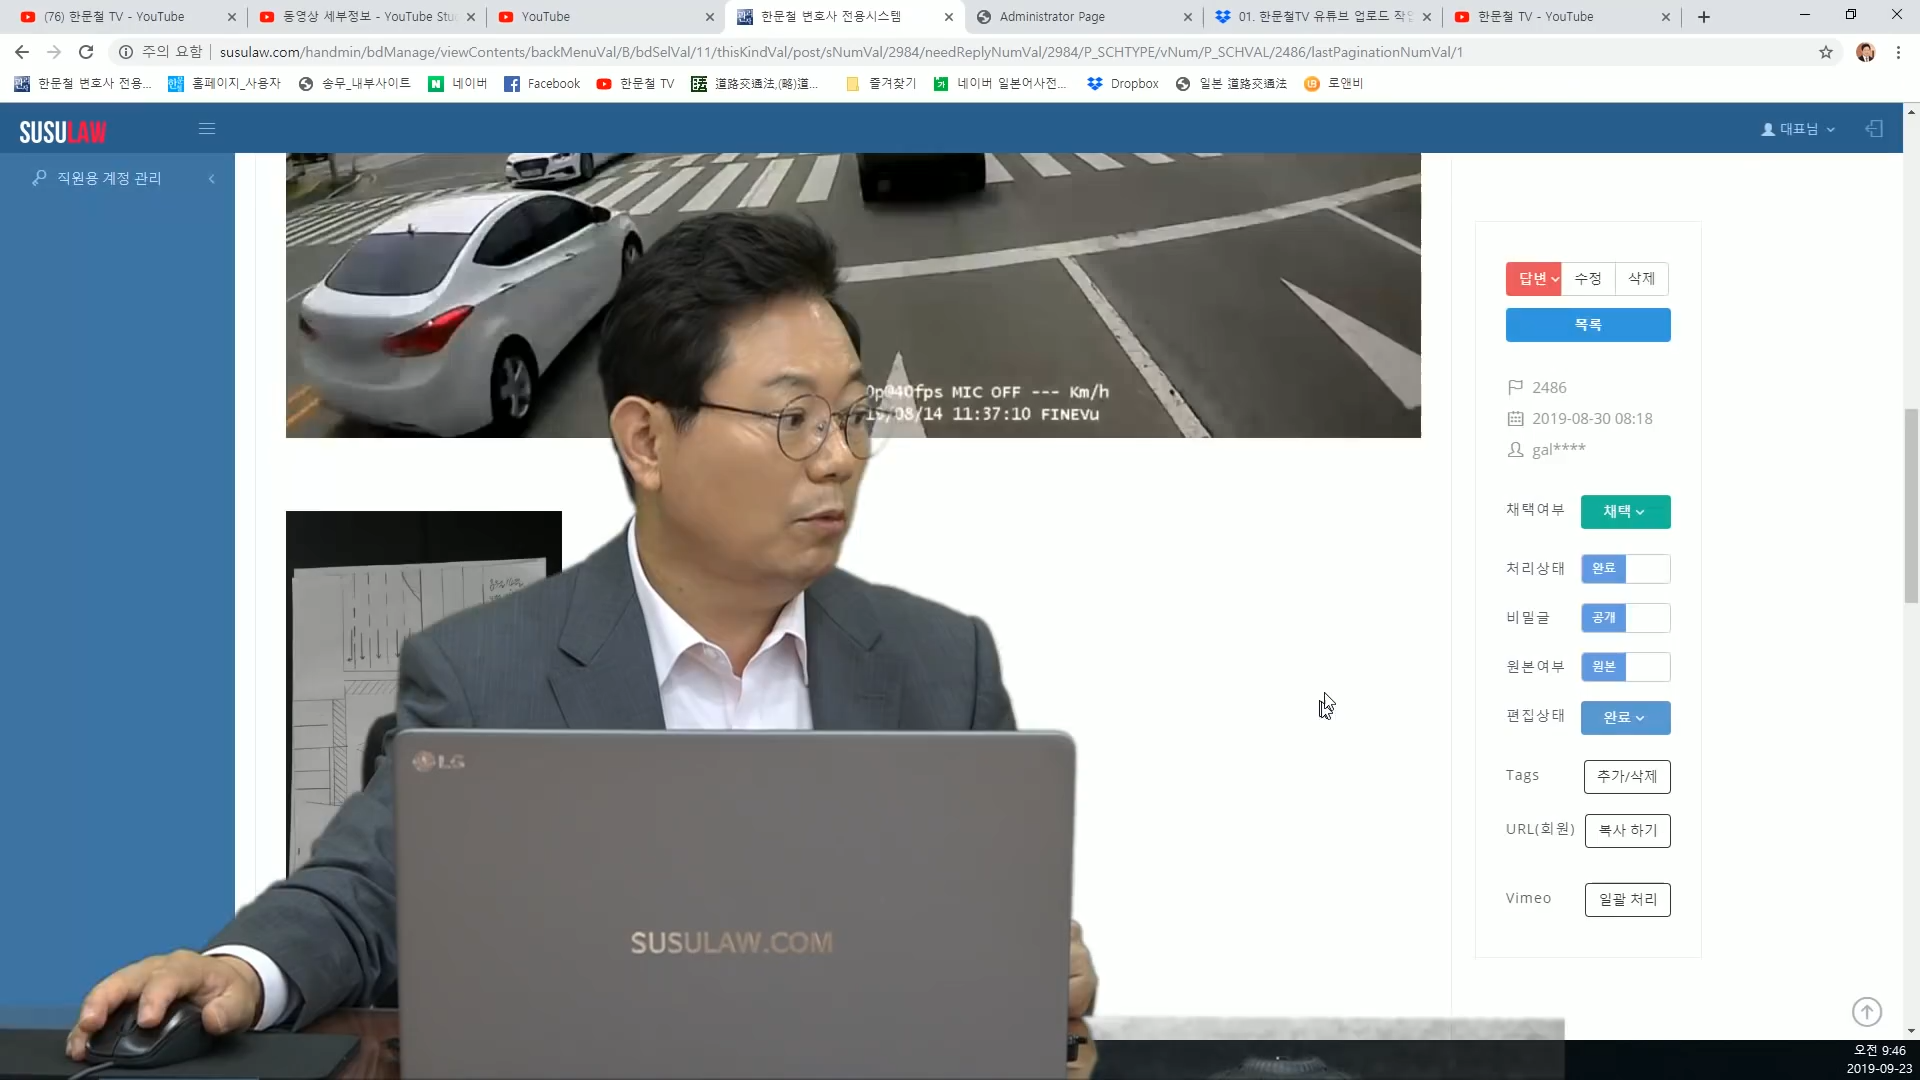 (76) 한문철 TV - YouTube
동영상 세부정보 - YouTube Stu
YouTube
한문철 변호사 전용시스템
Administrator Page
01. 한문철TV 유튜브 업로드 작
한문철 TV - YouTube
주의 요함
susulaw.com/handmin/bdManage/viewContents/backMenuVal/B/bdSelVal/11/thisKindVal/post/sNumVal/2984/needReplyNumVal/2984/P_SCHTYPE/vNum/P_SCHVAL/2486/lastPaginationNumVal/1
한문철 변호사 전용...
홈페이지_사용자
송무_내부사이트
네이버
Facebook
한문철 TV
道路交通法,(略)道...
즐겨찾기
네이버 일본어사전...
Dropbox
일본 道路交通法
로앤비
SUSULAW
대표님
직원용 계정 관리
fps MIC OFF --- Km/h
/08/14 11:37:10 FINEVu
답변 수정 삭제
목록
2486
2019-08-30 08:18
gal****
채택여부 채택
처리상태 완료
비밀글 공개
원본여부 원본
편집상태 완료
Tags 추가/삭제
URL(회원) 복사 하기
Vimeo 일괄 처리
LG
SUSULAW.COM
오전 9:46
2019-09-23